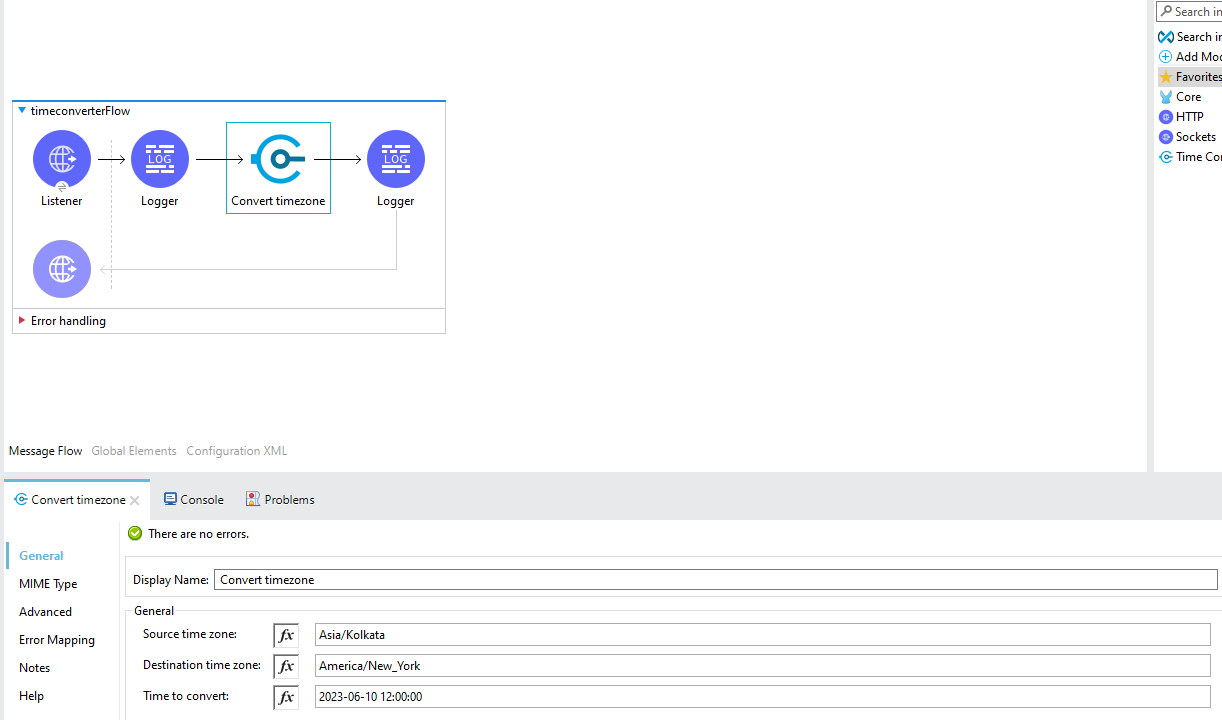 Search in
Search in
Add Mod
Favorites
Core
HTTP
Sockets
Time Con
timeconverterFlow
LOG
LOG
Listener
Logger
Convert timezone
Logger
Error handling
Message Flow Global Elements Configuration XML
Convert timezone Console Problems
There are no errors.
General
MIME Type
Advanced
Error Mapping
Notes
Help
Display Name: Convert timezone
General
Source time zone: fx Asia/Kolkata
Destination time zone: fx America/New_York
Time to convert: fx 2023-06-10 12:00:00